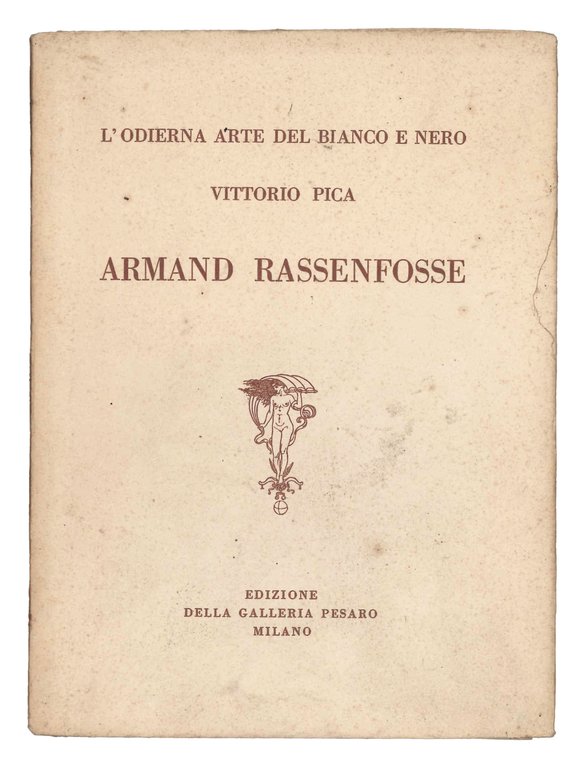 L'ODIERNA ARTE DEL BIANCO E NERO
VITTORIO PICA
ARMAND RASSENFOSSE
EDIZIONE
DELLA GALLERIA PESARO
MILANO